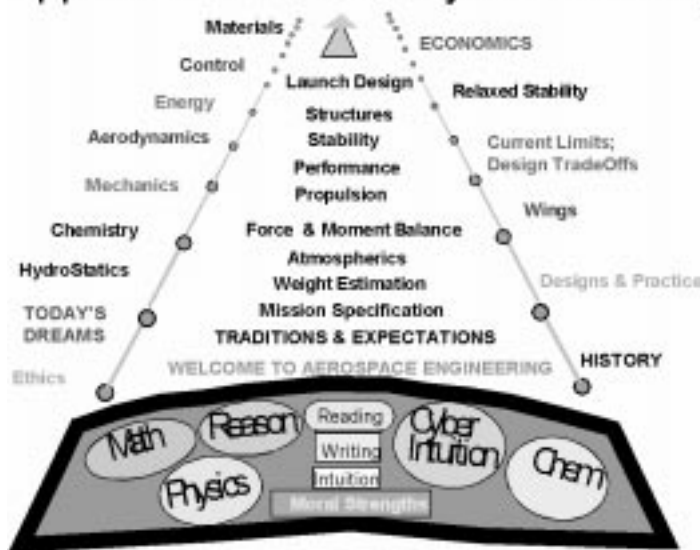 Materials
ECONOMICS
Control
Launch Design
Relaxed Stability
Energy
Structures
Aerodynamics
Stability
Current Limits;
Design TradeOffs
Performance
Mechanics
Propulsion
Wings
Chemistry
Force & Moment Balance
Atmospherics
HydroStatics
Weight Estimation
Designs & Practice
Mission Specification
TODAY'S
DREAMS
TRADITIONS & EXPECTATIONS
HISTORY
WELCOME TO AEROSPACE ENGINEERING
Ethics
Math
Reason
Reading
Cyber
Intuition
Writing
Chem
Physics
Intuition
Moral Strengths